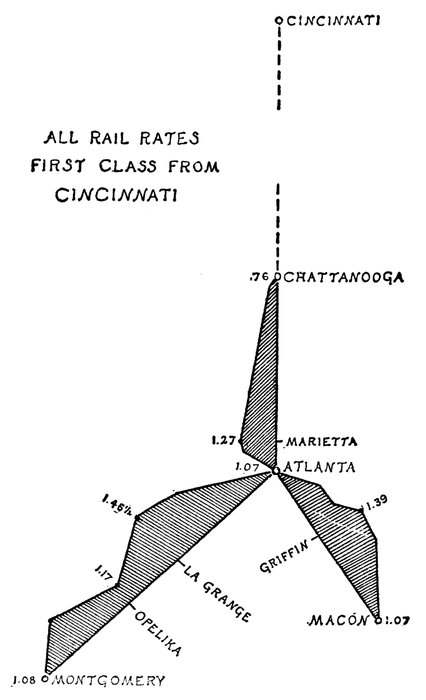 CINCINNATI
ALL RAIL RATES
FIRST CLASS FROM
CINCINNATI
.76 CHATTANOOGA
1.27 MARIETTA
1.07 ATLANTA
1.46½ 1.39
GRIFFIN
1.17 LA GRANGE
OPELIKA
MACON 1.07
1.08 MONTGOMERY